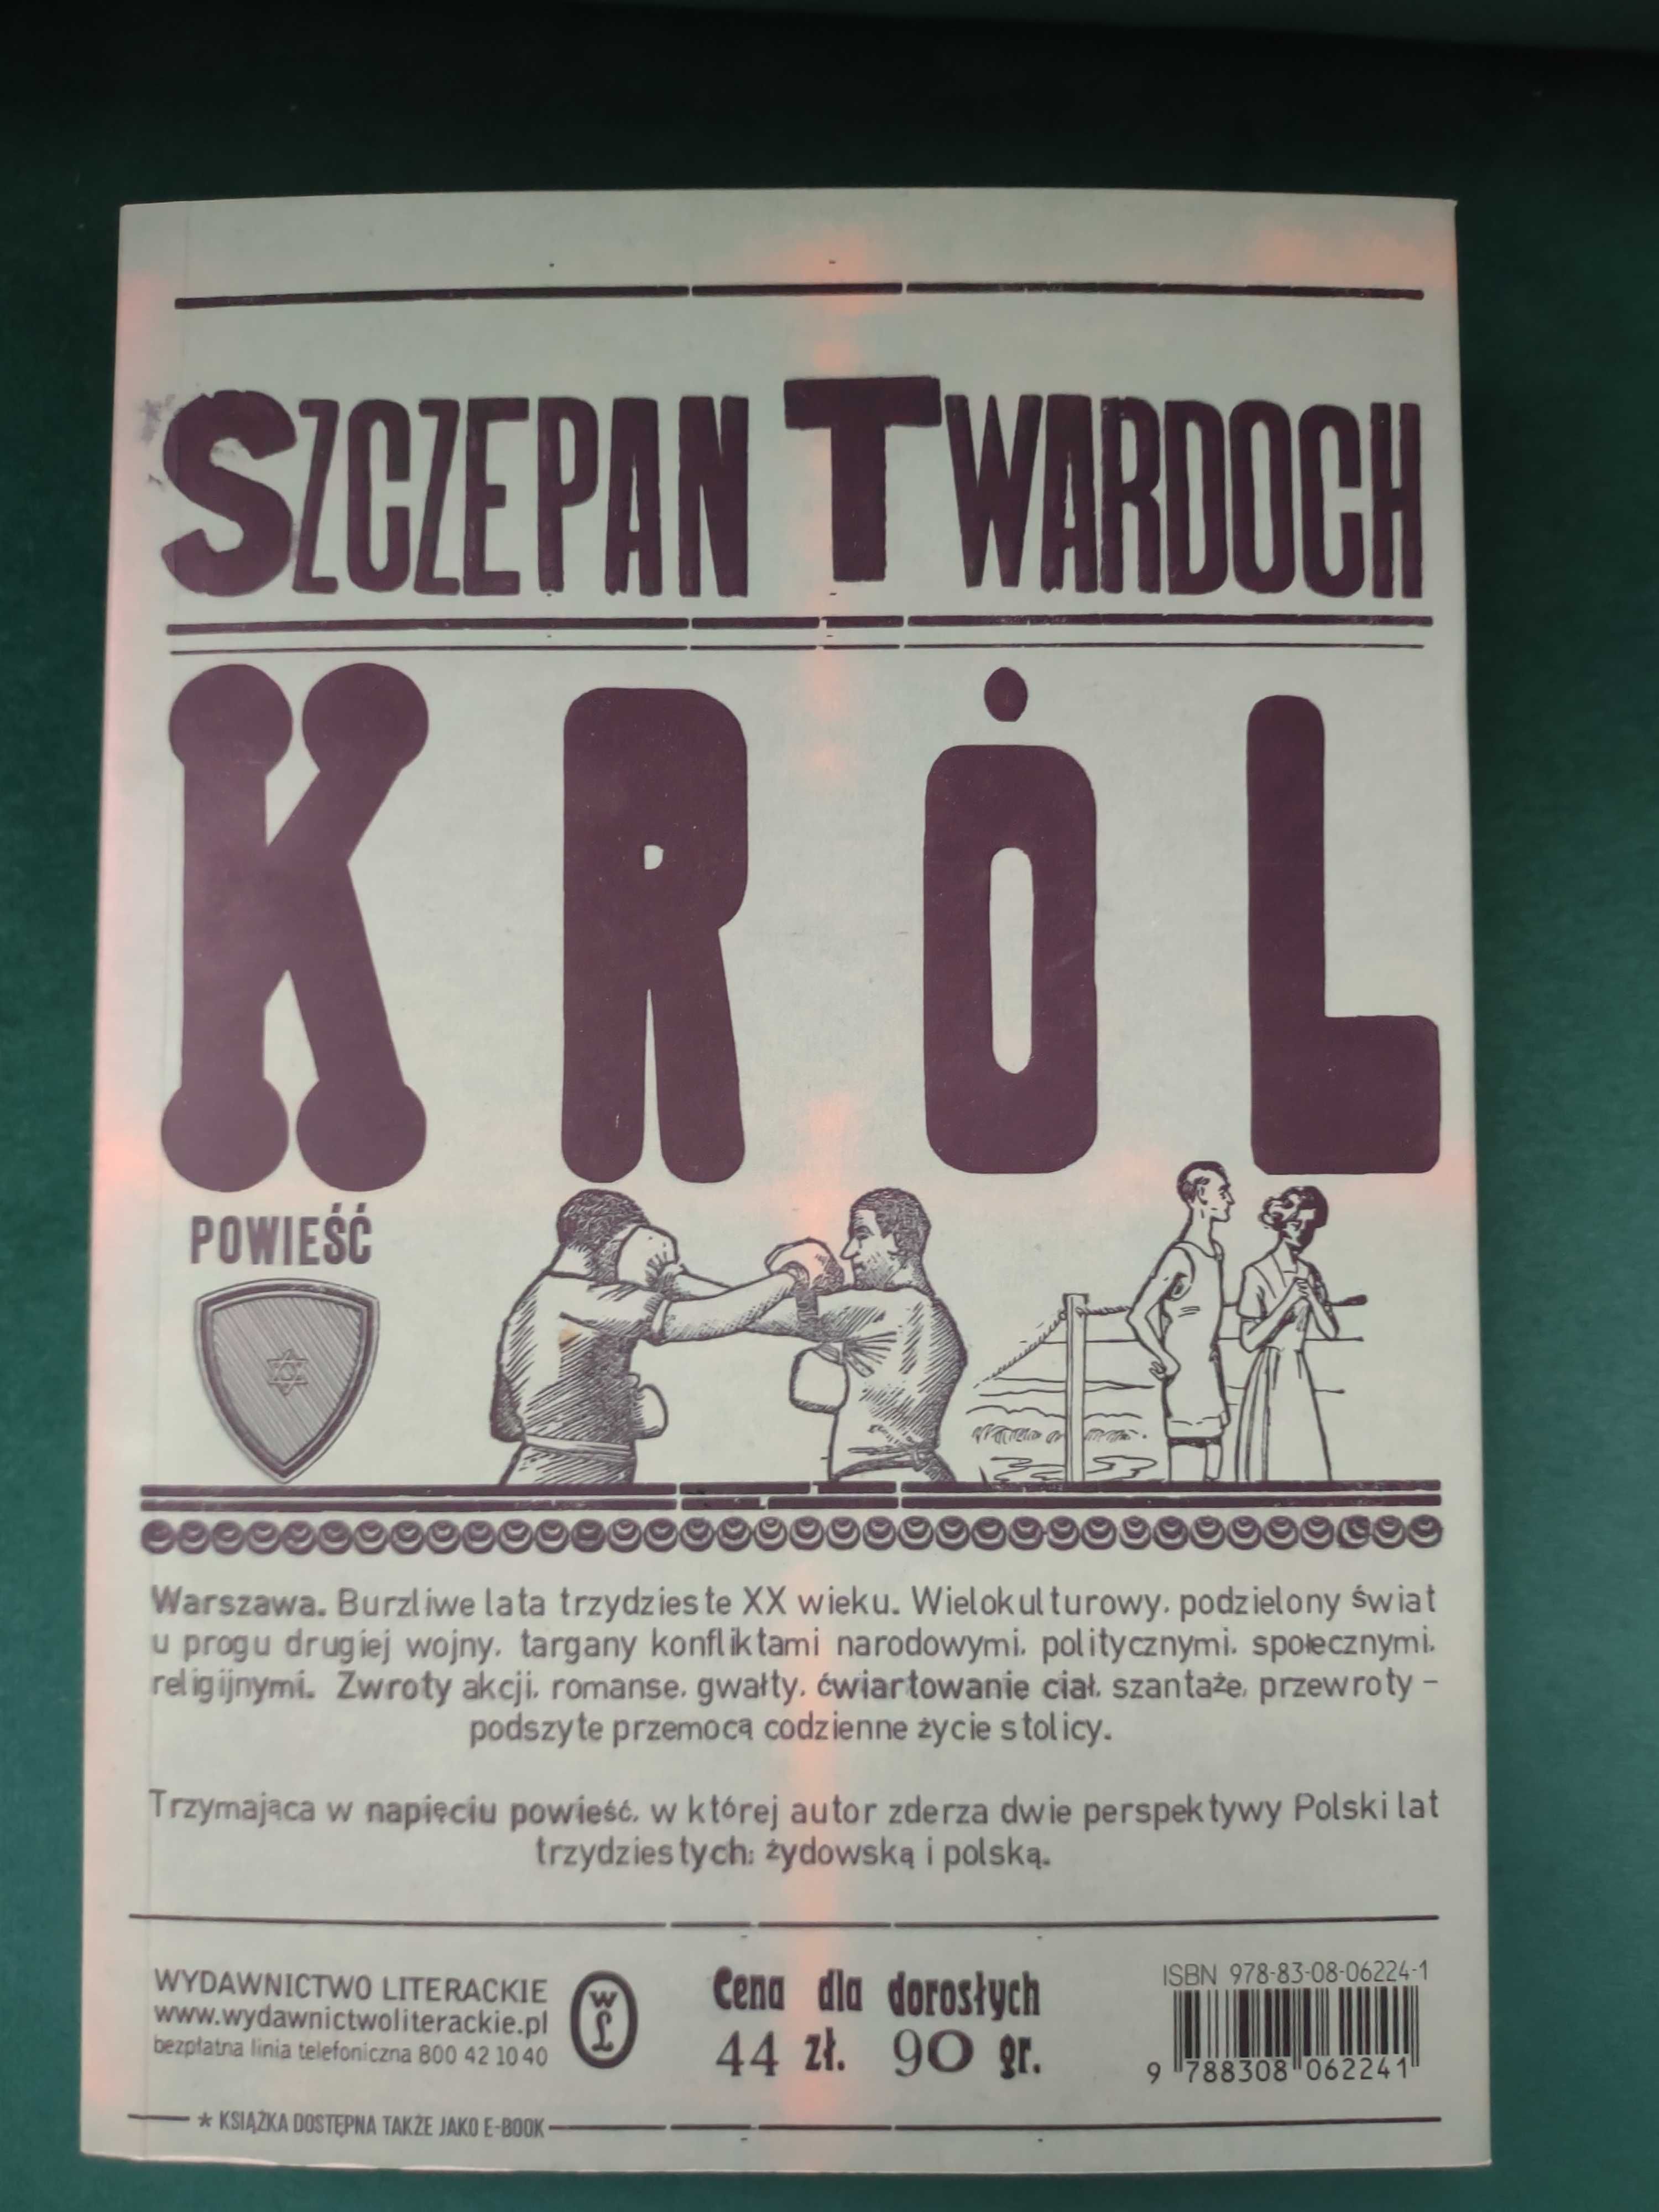 SZCZEPAN TWARDOCH
KRÓL
POWIEŚĆ
Warszawa. Burzliwe lata trzydzieste XX wieku. Wielokulturowy, podzielony świat
u progu drugiej wojny, targany konfliktami narodowymi, politycznymi, społecznymi,
religijnymi. Zwroty akcji, romanse, gwałty, ćwiartowanie ciał, szantaże, przewroty –
podszyte przemocą codzienne życie stolicy.
Trzymająca w napięciu powieść, w której autor zderza dwie perspektywy Polski lat
trzydziestych: żydowską i polską.
WYDAWNICTWO LITERACKIE
www.wydawnictwoliterackie.pl
bezpłatna linia telefoniczna 800 42 10 40
WL
Cena dla dorosłych
44 zł. 90 gr.
ISBN 978-83-08-06224-1
9 788308 062241
* KSIĄŻKA DOSTĘPNA TAKŻE JAKO E-BOOK